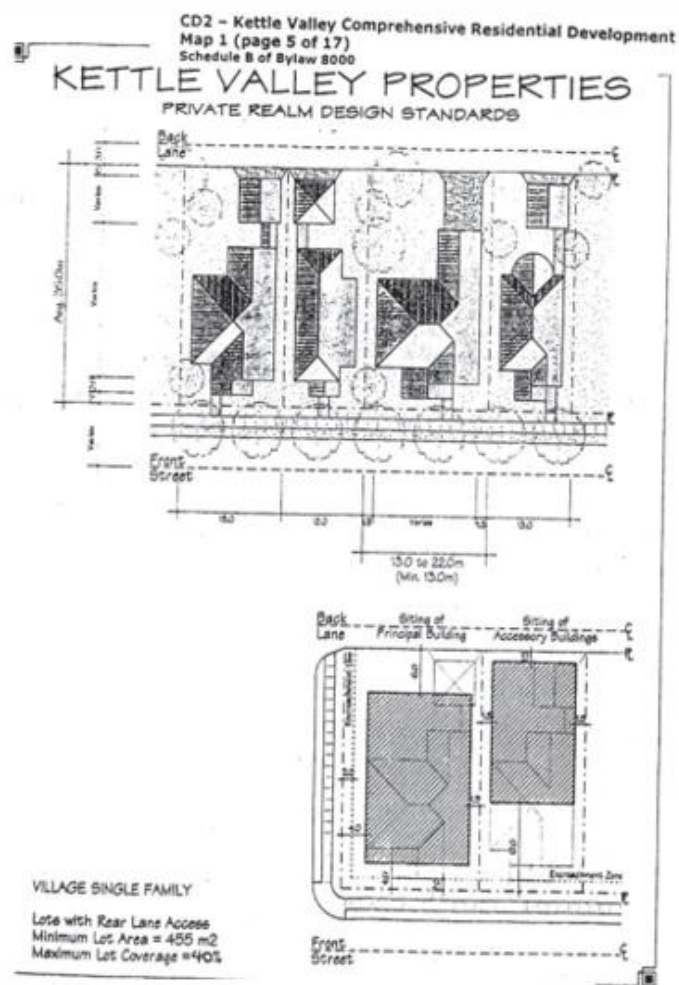 CD2 – Kettle Valley Comprehensive Residential Development
Map 1 (page 5 of 17)
Schedule B of Bylaw 8000
KETTLE VALLEY PROPERTIES
PRIVATE REALM DESIGN STANDARDS
Back
Lane
Varies
Varies
Varies
Front
Street
Varies
13.0 to 22.0m
(Min. 13.0m)
Back
Lane
Siting of
Principal Building
Siting of
Accessory Buildings
Encroachment Zone
Front
Street
VILLAGE SINGLE FAMILY
Lots with Rear Lane Access
Minimum Lot Area = 455 m2
Maximum Lot Coverage =40%